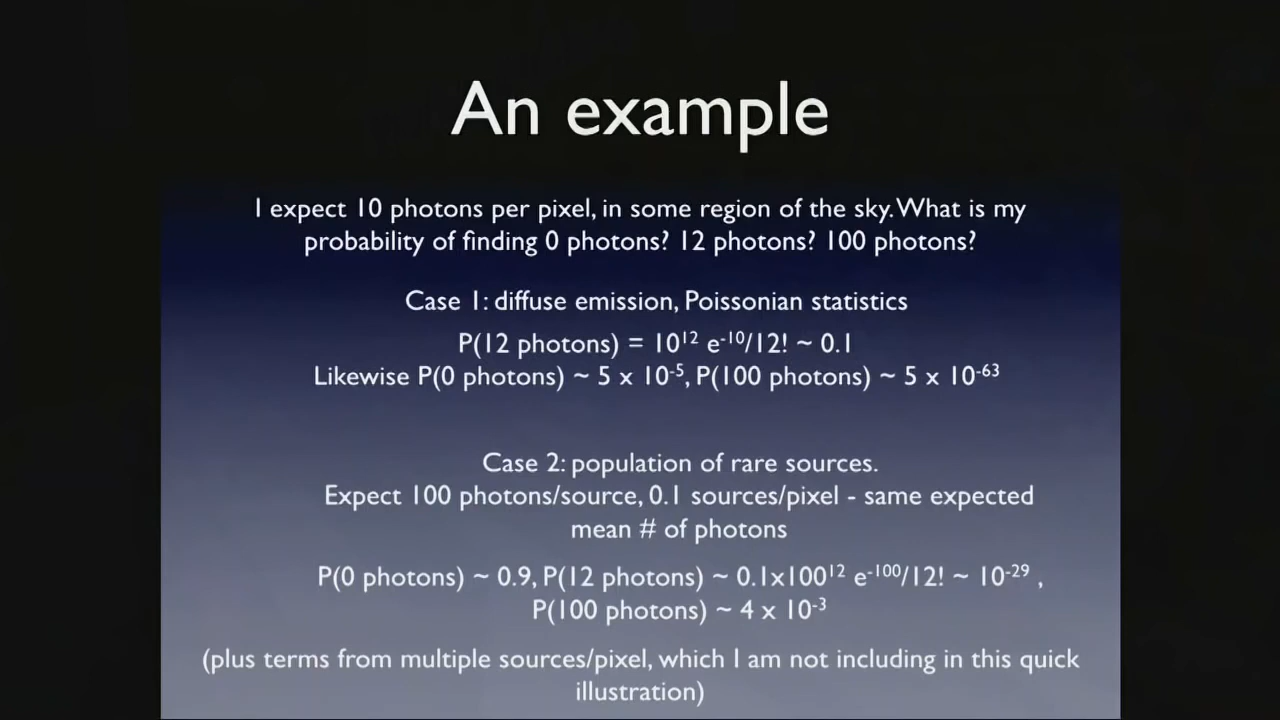 An example
I expect 10 photons per pixel, in some region of the sky. What is my
probability of finding 0 photons? 12 photons? 100 photons?
Case 1: diffuse emission, Poissonian statistics
P(12 photons) = 10¹² e⁻¹⁰/12! ~ 0.1
Likewise P(0 photons) ~ 5 x 10⁻⁵, P(100 photons) ~ 5 x 10⁻⁶³
Case 2: population of rare sources.
Expect 100 photons/source, 0.1 sources/pixel - same expected
mean # of photons
P(0 photons) ~ 0.9, P(12 photons) ~ 0.1x100¹² e⁻¹⁰⁰/12! ~ 10⁻²⁹ ,
P(100 photons) ~ 4 x 10⁻³
(plus terms from multiple sources/pixel, which I am not including in this quick
illustration)